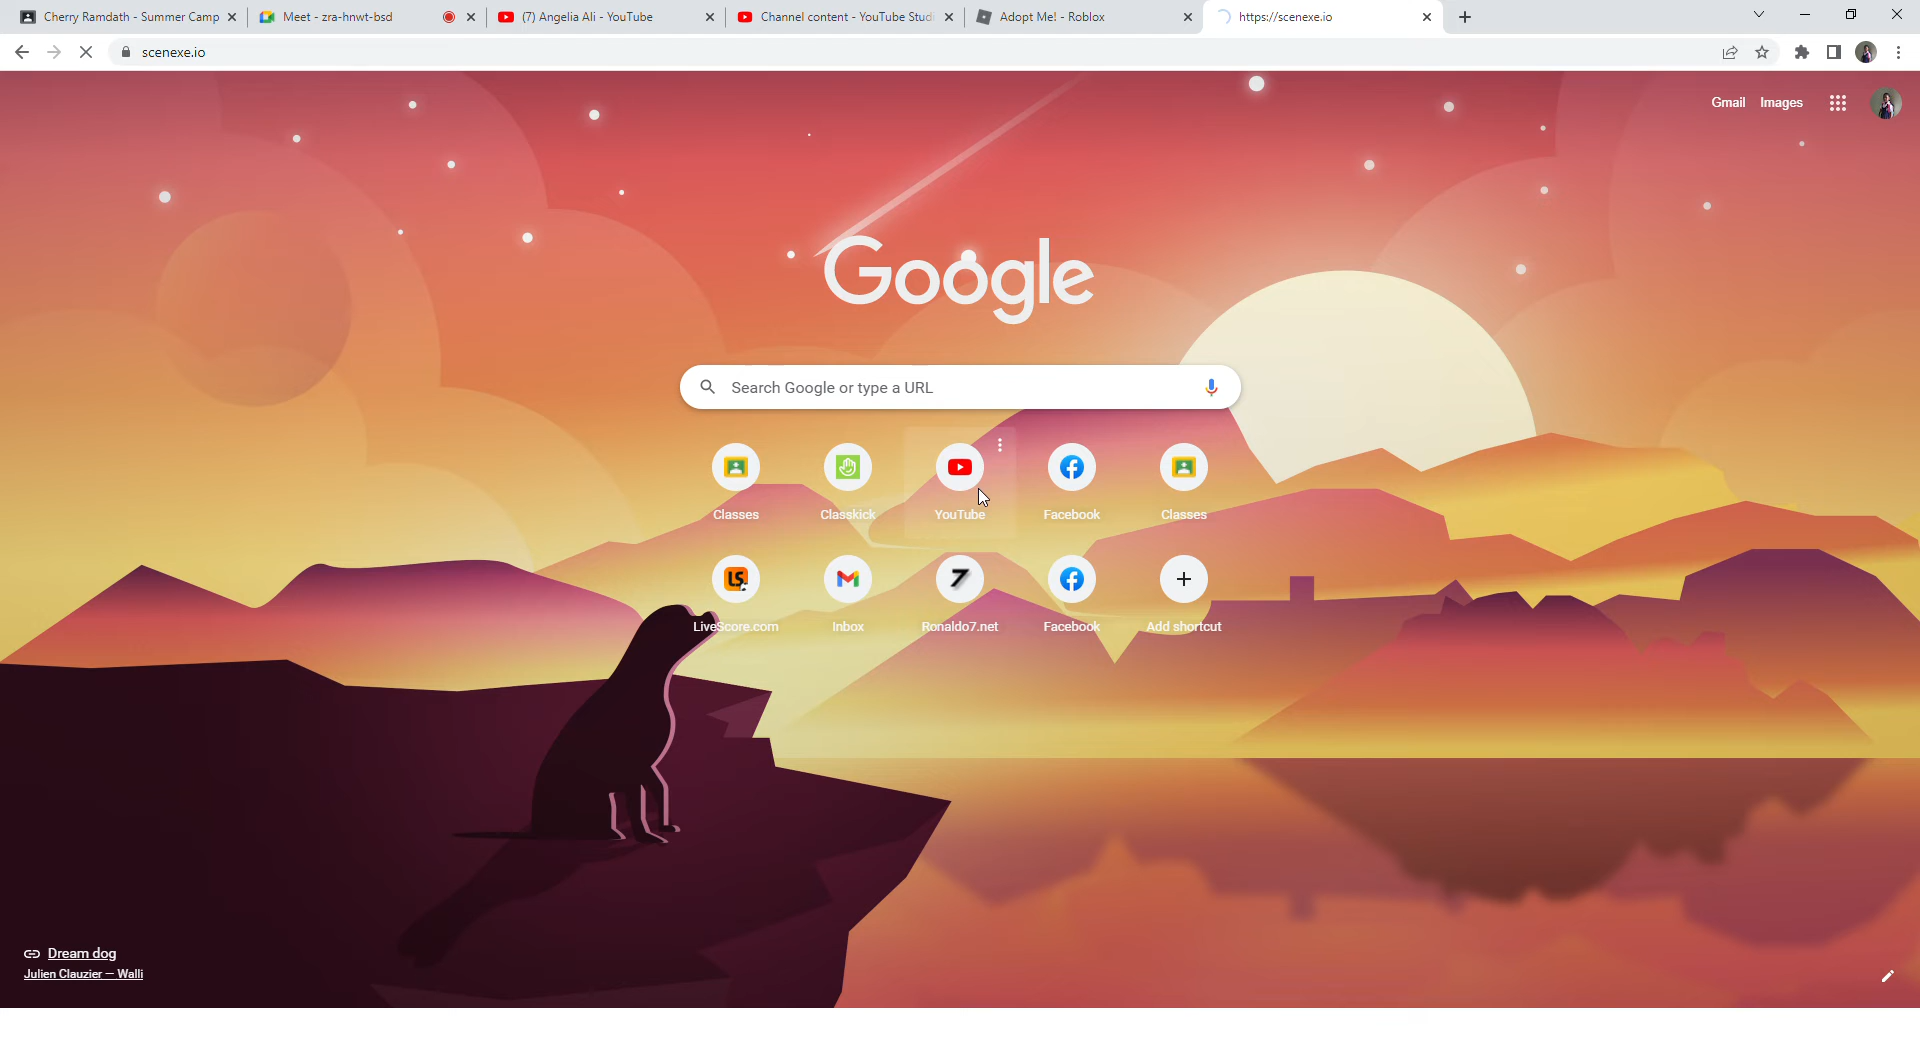 Cherry Ramdath - Summer Camp
Meet - zra-hnwt-bsd
(7) Angelia Ali - YouTube
Channel content - YouTube Studi
Adopt Me! - Roblox
https://scenexe.io
scenexe.io
Gmail Images
Google
Search Google or type a URL
Classes
Classkick
YouTube
Facebook
Classes
LS
LiveScore.com
Inbox
7
Ronaldo7.net
Facebook
Add shortcut
Dream dog
Julien Clauzier — Walli